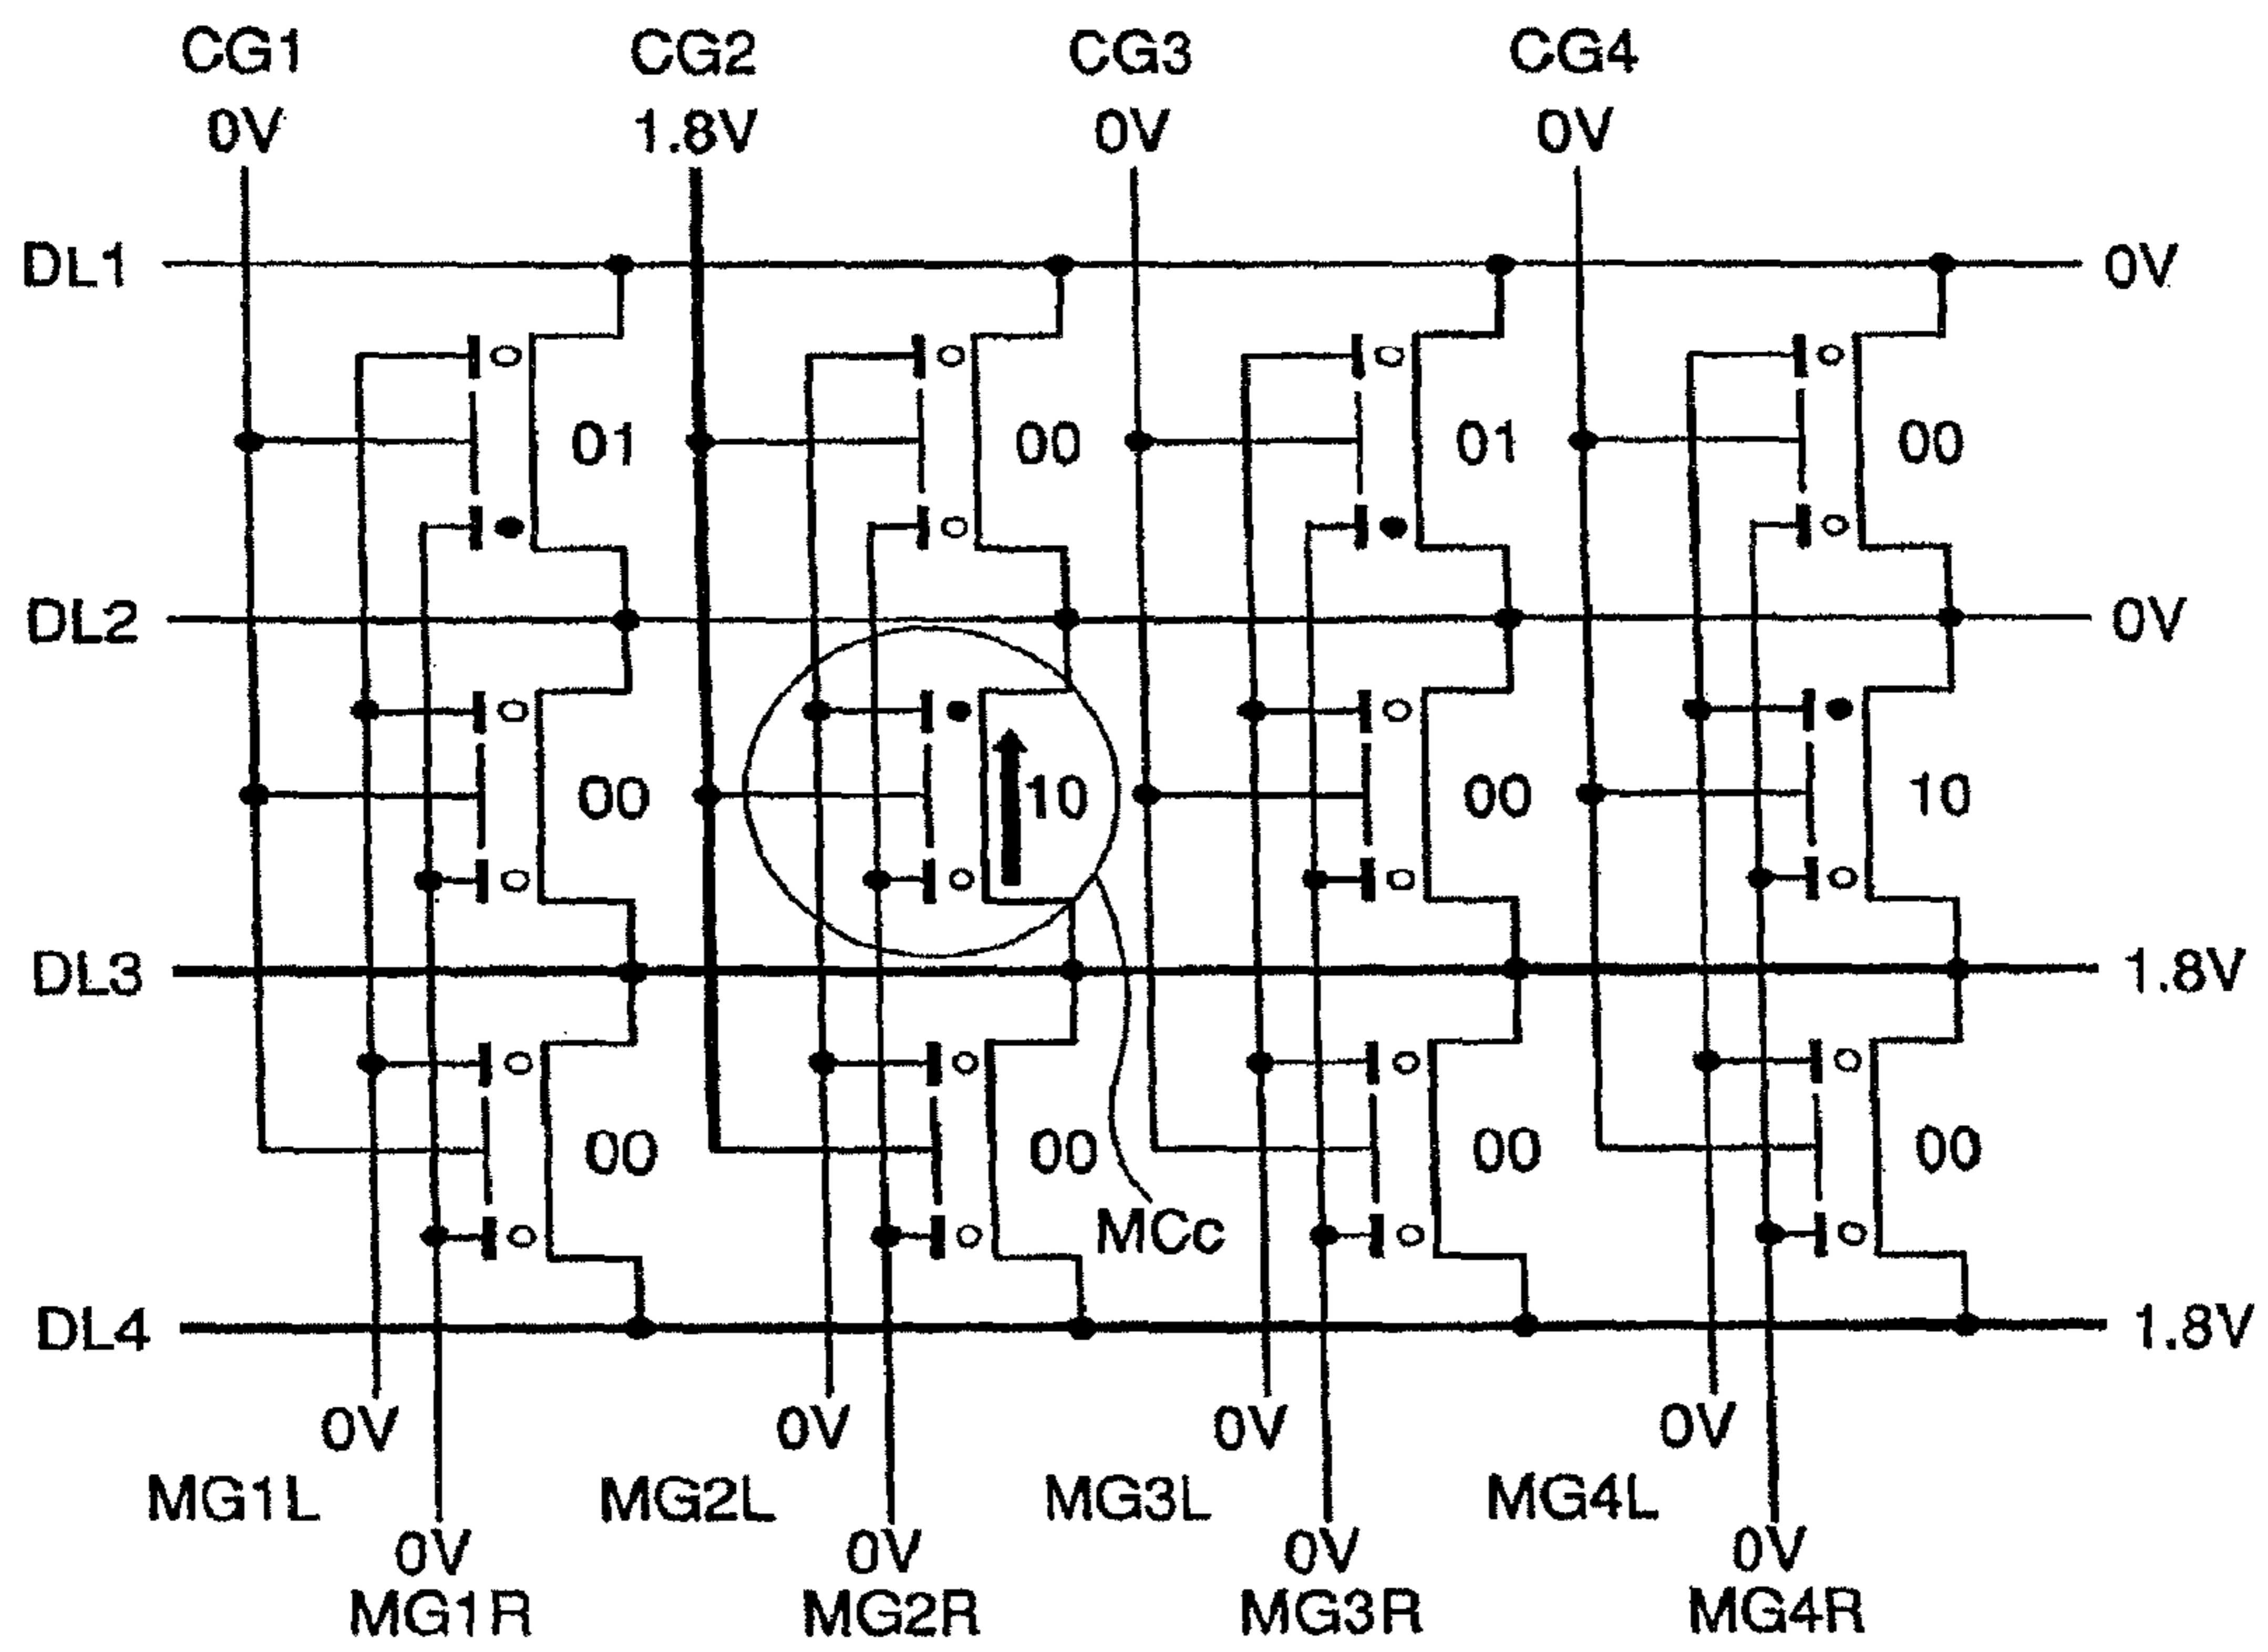 CG1 CG2 CG3 CG4
0V 1.8V 0V 0V
DL1 0V
01 00 01 00
DL2 0V
00 10 00 10
DL3 1.8V
00 00 00 00
MCc
DL4 1.8V
0V 0V 0V 0V
MG1L MG2L MG3L MG4L
0V 0V 0V 0V
MG1R MG2R MG3R MG4R